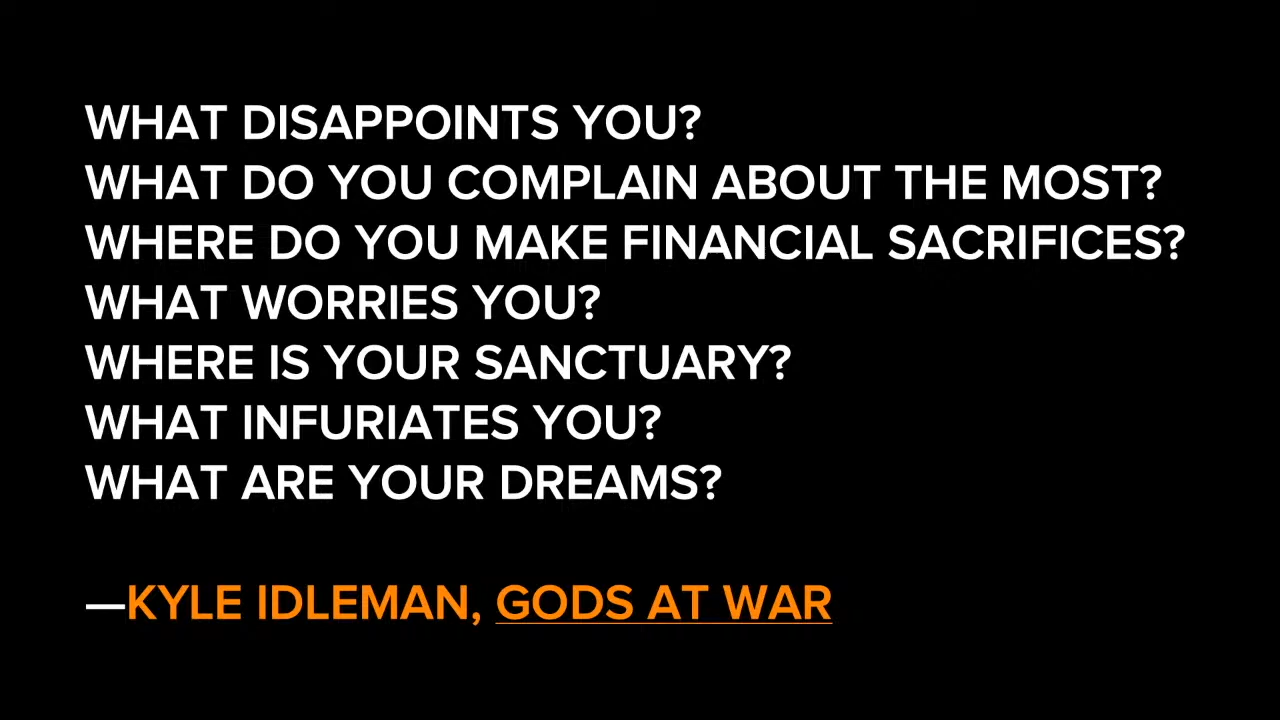 WHAT DISAPPOINTS YOU?
WHAT DO YOU COMPLAIN ABOUT THE MOST?
WHERE DO YOU MAKE FINANCIAL SACRIFICES?
WHAT WORRIES YOU?
WHERE IS YOUR SANCTUARY?
WHAT INFURIATES YOU?
WHAT ARE YOUR DREAMS?
—KYLE IDLEMAN, GODS AT WAR